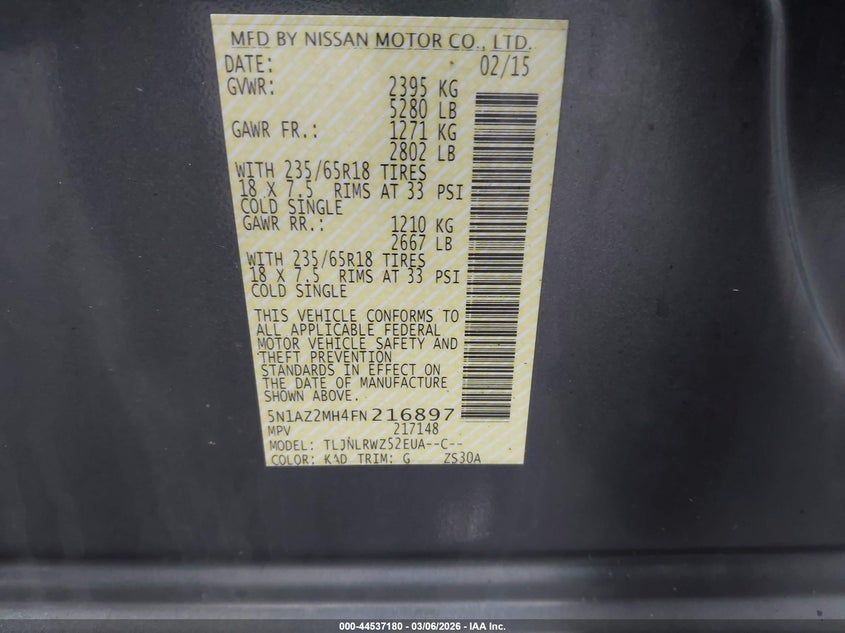 MFD BY NISSAN MOTOR CO., LTD.
DATE: 02/15
GVWR: 2395 KG
5280 LB
GAWR FR.: 1271 KG
2802 LB
WITH 235/65R18 TIRES
18 X 7.5 RIMS AT 33 PSI
COLD SINGLE
GAWR RR.: 1210 KG
2667 LB
WITH 235/65R18 TIRES
18 X 7.5 RIMS AT 33 PSI
COLD SINGLE
THIS VEHICLE CONFORMS TO
ALL APPLICABLE FEDERAL
MOTOR VEHICLE SAFETY AND
THEFT PREVENTION
STANDARDS IN EFFECT ON
THE DATE OF MANUFACTURE
SHOWN ABOVE.
5N1AZ2MH4FN216897
MPV 217148
MODEL: TLJNLRWZ52EUA--C--
COLOR: KAD TRIM: G ZS30A
000-44537180 - 03/06/2026 - IAA Inc.